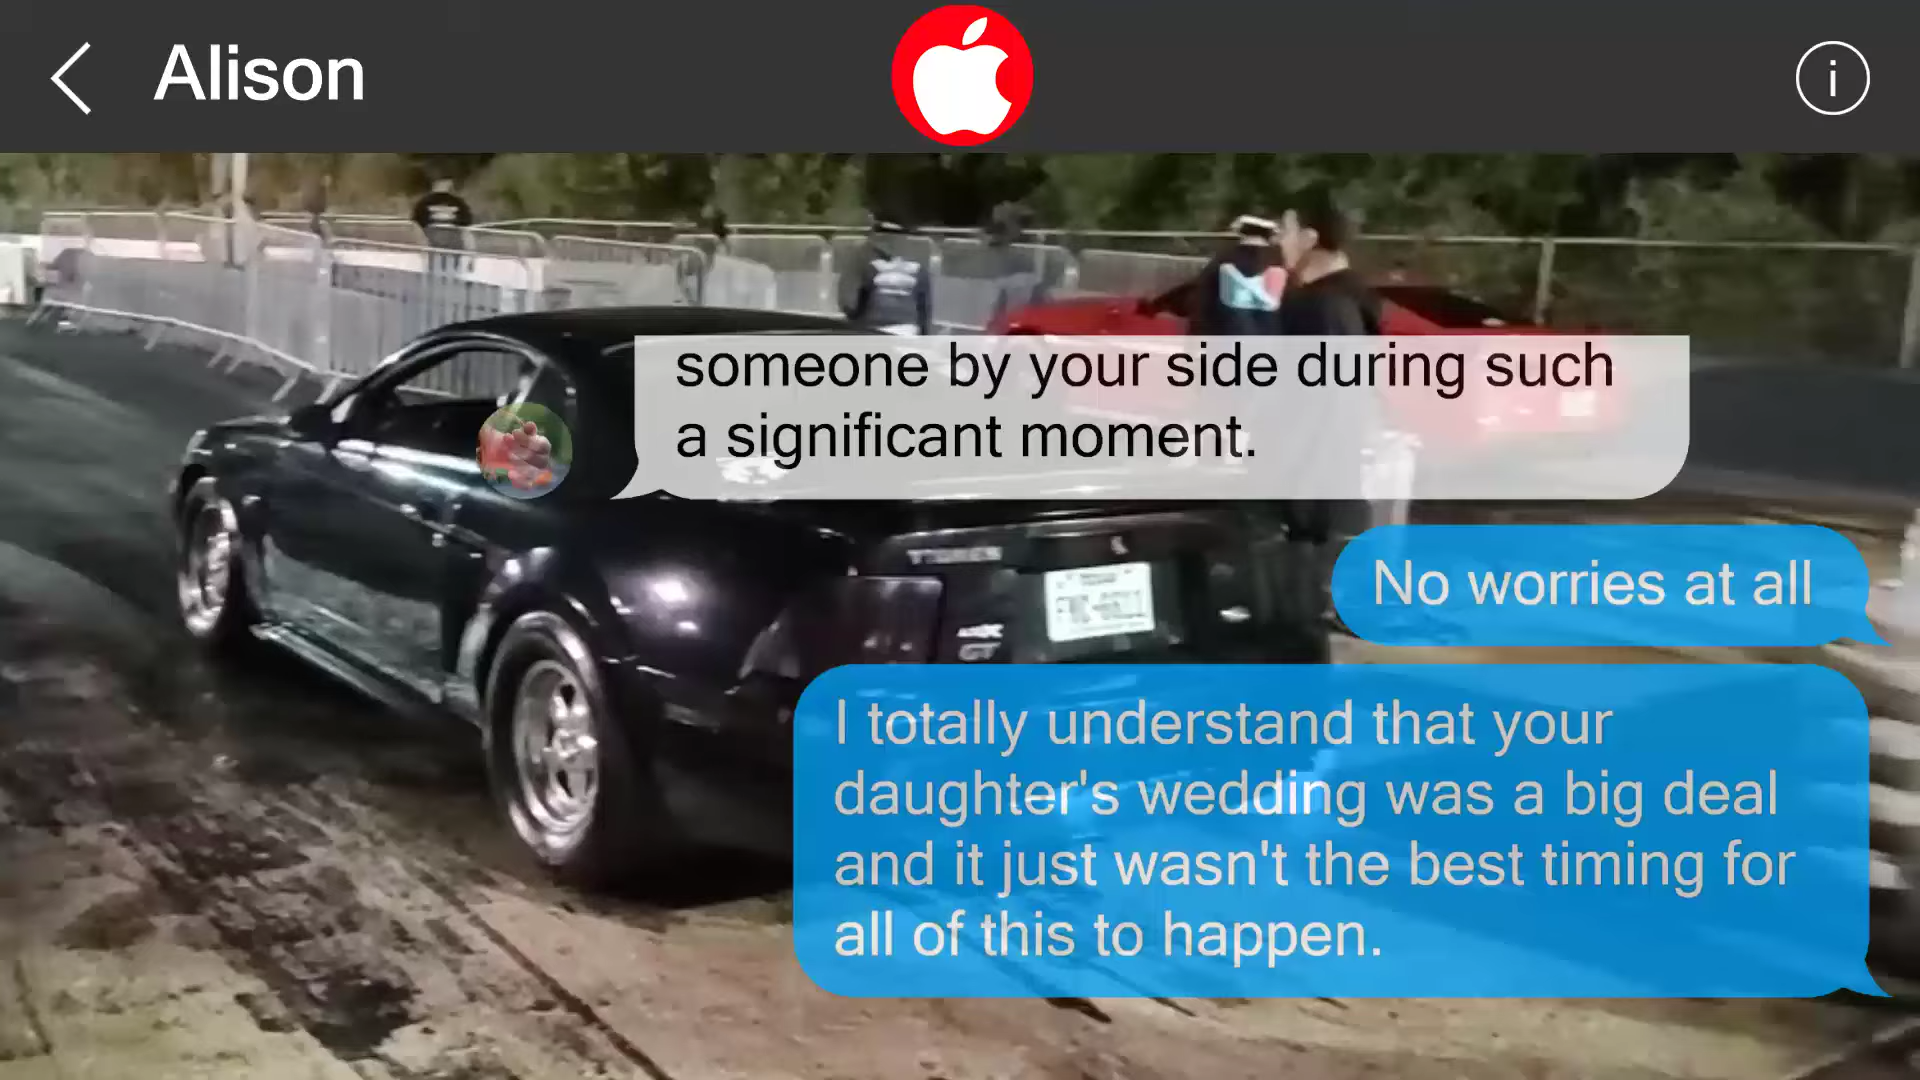 Alison
i
someone by your side during such
a significant moment.
No worries at all
I totally understand that your
daughter's wedding was a big deal
and it just wasn't the best timing for
all of this to happen.
GT